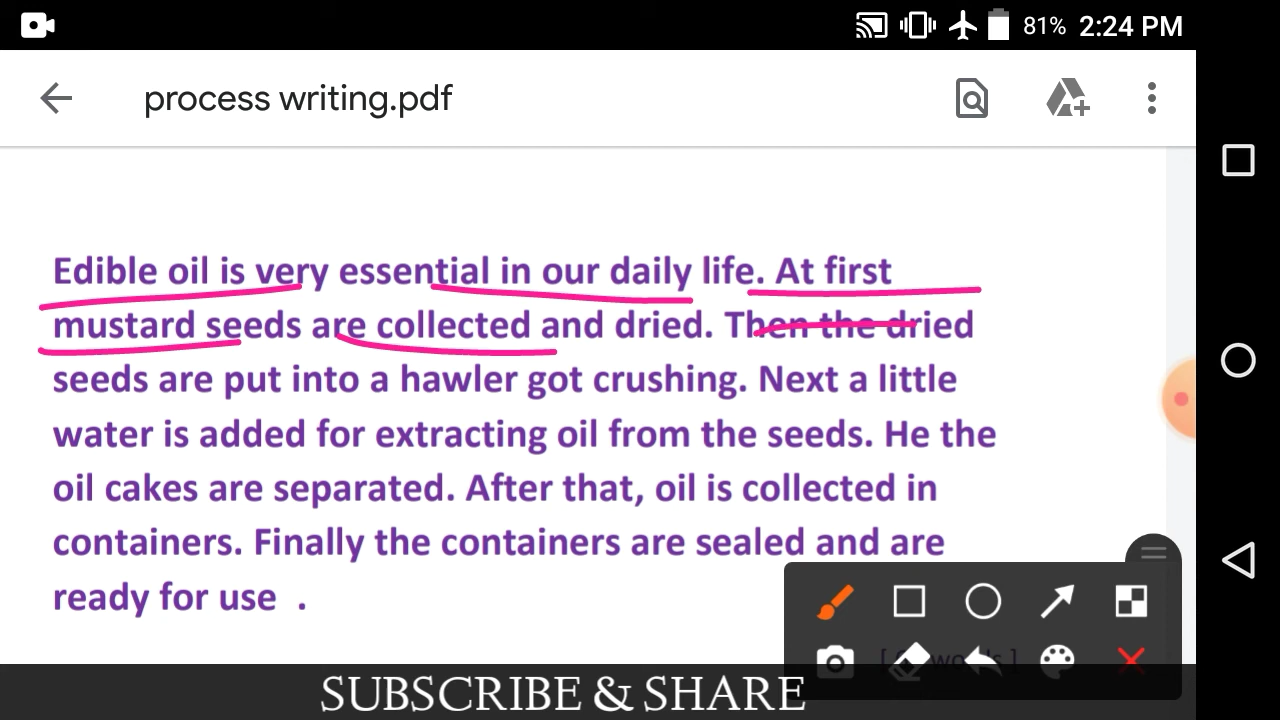 81% 2:24 PM
process writing.pdf
Edible oil is very essential in our daily life. At first
mustard seeds are collected and dried. Then the dried
seeds are put into a hawler got crushing. Next a little
water is added for extracting oil from the seeds. He the
oil cakes are separated. After that, oil is collected in
containers. Finally the containers are sealed and are
ready for use .
SUBSCRIBE & SHARE